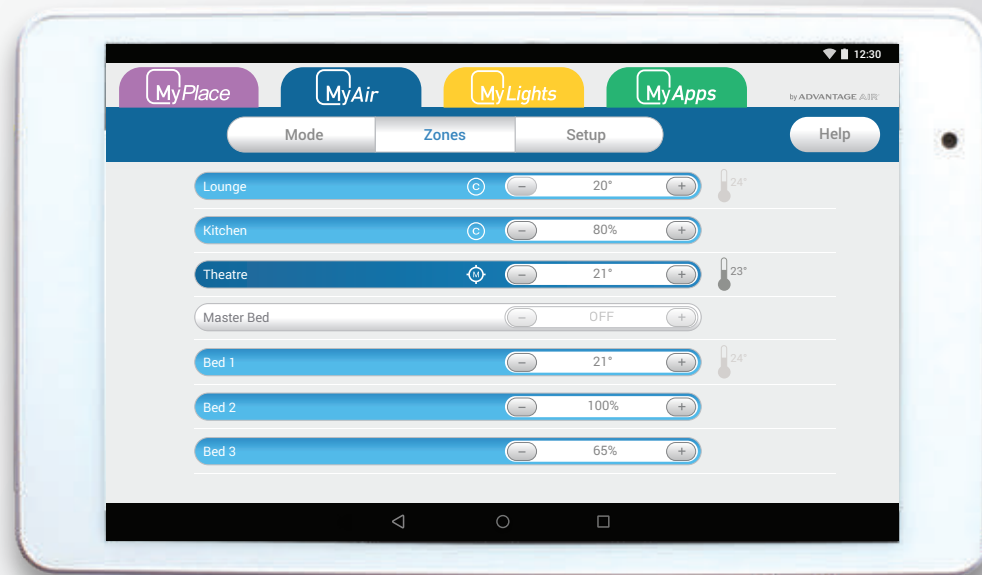 12:30
MyPlace
MyAir
MyLights
MyApps
by ADVANTAGE AIR
Mode
Zones
Setup
Help
Lounge C − 20° + 24°
Kitchen C − 80% +
Theatre M − 21° + 23°
Master Bed − OFF +
Bed 1 − 21° + 24°
Bed 2 − 100% +
Bed 3 − 65% +